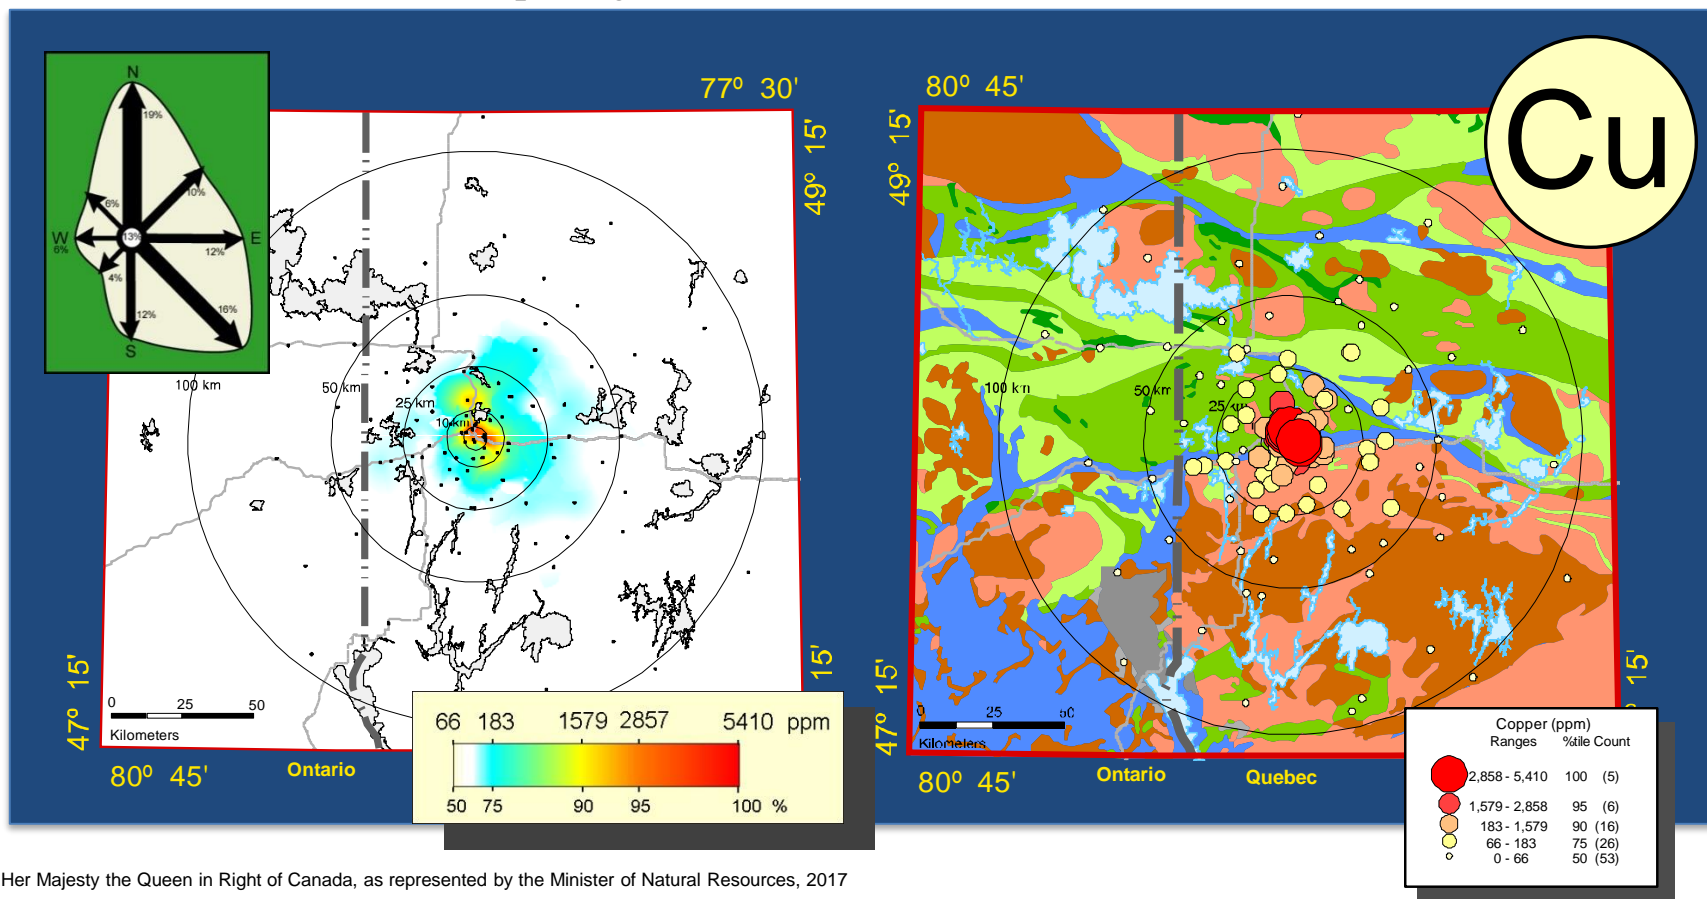 N
19%
10%
6%
W
6%
13%
E
12%
4%
12%
16%
S
77º 30'
49º 15'
100 km
50 km
25 km
10 km
47º 15'
15'
0 25 50
Kilometers
80º 45'
Ontario
66 183 1579 2857 5410 ppm
50 75 90 95 100 %
80º 45'
49º 15'
Cu
100 km
50 km
25 km
47º 15'
15'
0 25 50
Kilometers
80º 45'
Ontario
Quebec
Copper (ppm)
Ranges %tile Count
2,858 - 5,410 100 (5)
1,579 - 2,858 95 (6)
183 - 1,579 90 (16)
66 - 183 75 (26)
0 - 66 50 (53)
Her Majesty the Queen in Right of Canada, as represented by the Minister of Natural Resources, 2017